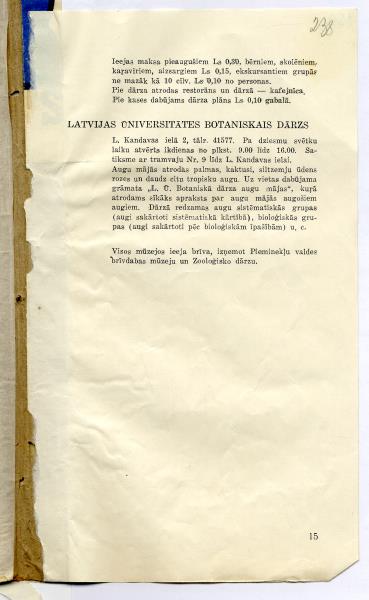 238
Ieejas maksa pieaugušiem Ls 0,30, bērniem, skolēniem,
kaŗavīriem, aizsargiem Ls 0,15, ekskursantiem grupās
ne mazāk kā 10 cilv. Ls 0,10 no personas.
Pie dārza atrodas restorāns un dārzā — kafejnīca.
Pie kases dabūjams dārza plāns Ls 0,10 gabalā.
LATVIJAS ŪNIVERSITĀTES BOTANISKAIS DĀRZS
L. Kandavas ielā 2, tālr. 41577. Pa dziesmu svētku
laiku atvērts ikdienas no plkst. 9.00 līdz 16.00. Sa-
tiksme ar tramvaju Nr. 9 līdz L. Kandavas ielai.
Augu mājās atrodas palmas, kaktusi, siltzemju ūdens
rozes un daudz citu tropisku augu. Uz vietas dabūjama
grāmata „L. Ū. Botaniskā dārza augu mājas“, kuŗā
atrodams sīkāks apraksts par augu mājās augošiem
augiem. Dārzā redzamas augu sistēmatiskās grupas
(augi sakārtoti sistēmatiskā kārtībā), bioloģiskās gru-
pas (augi sakārtoti pēc bioloģiskām īpašībām) u. c.
Visos mūzejos ieeja brīva, izņemot Pieminekļu valdes
brīvdabas mūzeju un Zooloģisko dārzu.
15